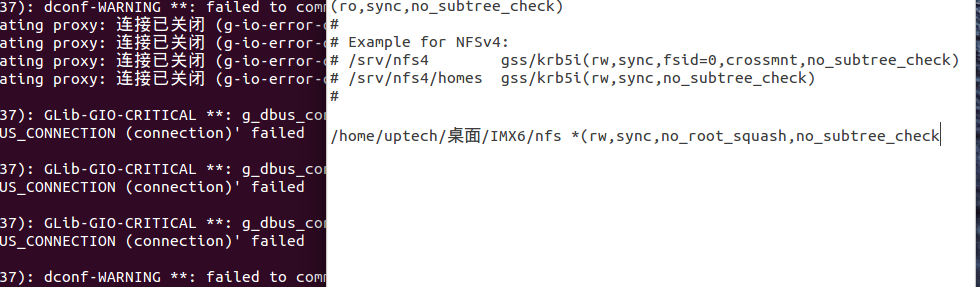 37): dconf-WARNING **: failed to com
ating proxy: 连接已关闭 (g-io-error-
ating proxy: 连接已关闭 (g-io-error-
ating proxy: 连接已关闭 (g-io-error-
ating proxy: 连接已关闭 (g-io-error-
37): GLib-GIO-CRITICAL **: g_dbus_co
US_CONNECTION (connection)' failed
37): GLib-GIO-CRITICAL **: g_dbus_co
US_CONNECTION (connection)' failed
37): GLib-GIO-CRITICAL **: g_dbus_co
US_CONNECTION (connection)' failed
37): dconf-WARNING **: failed to com
(ro,sync,no_subtree_check)
#
# Example for NFSv4:
# /srv/nfs4 gss/krb5i(rw,sync,fsid=0,crossmnt,no_subtree_check)
# /srv/nfs4/homes gss/krb5i(rw,sync,no_subtree_check)
#
/home/uptech/桌面/IMX6/nfs *(rw,sync,no_root_squash,no_subtree_check